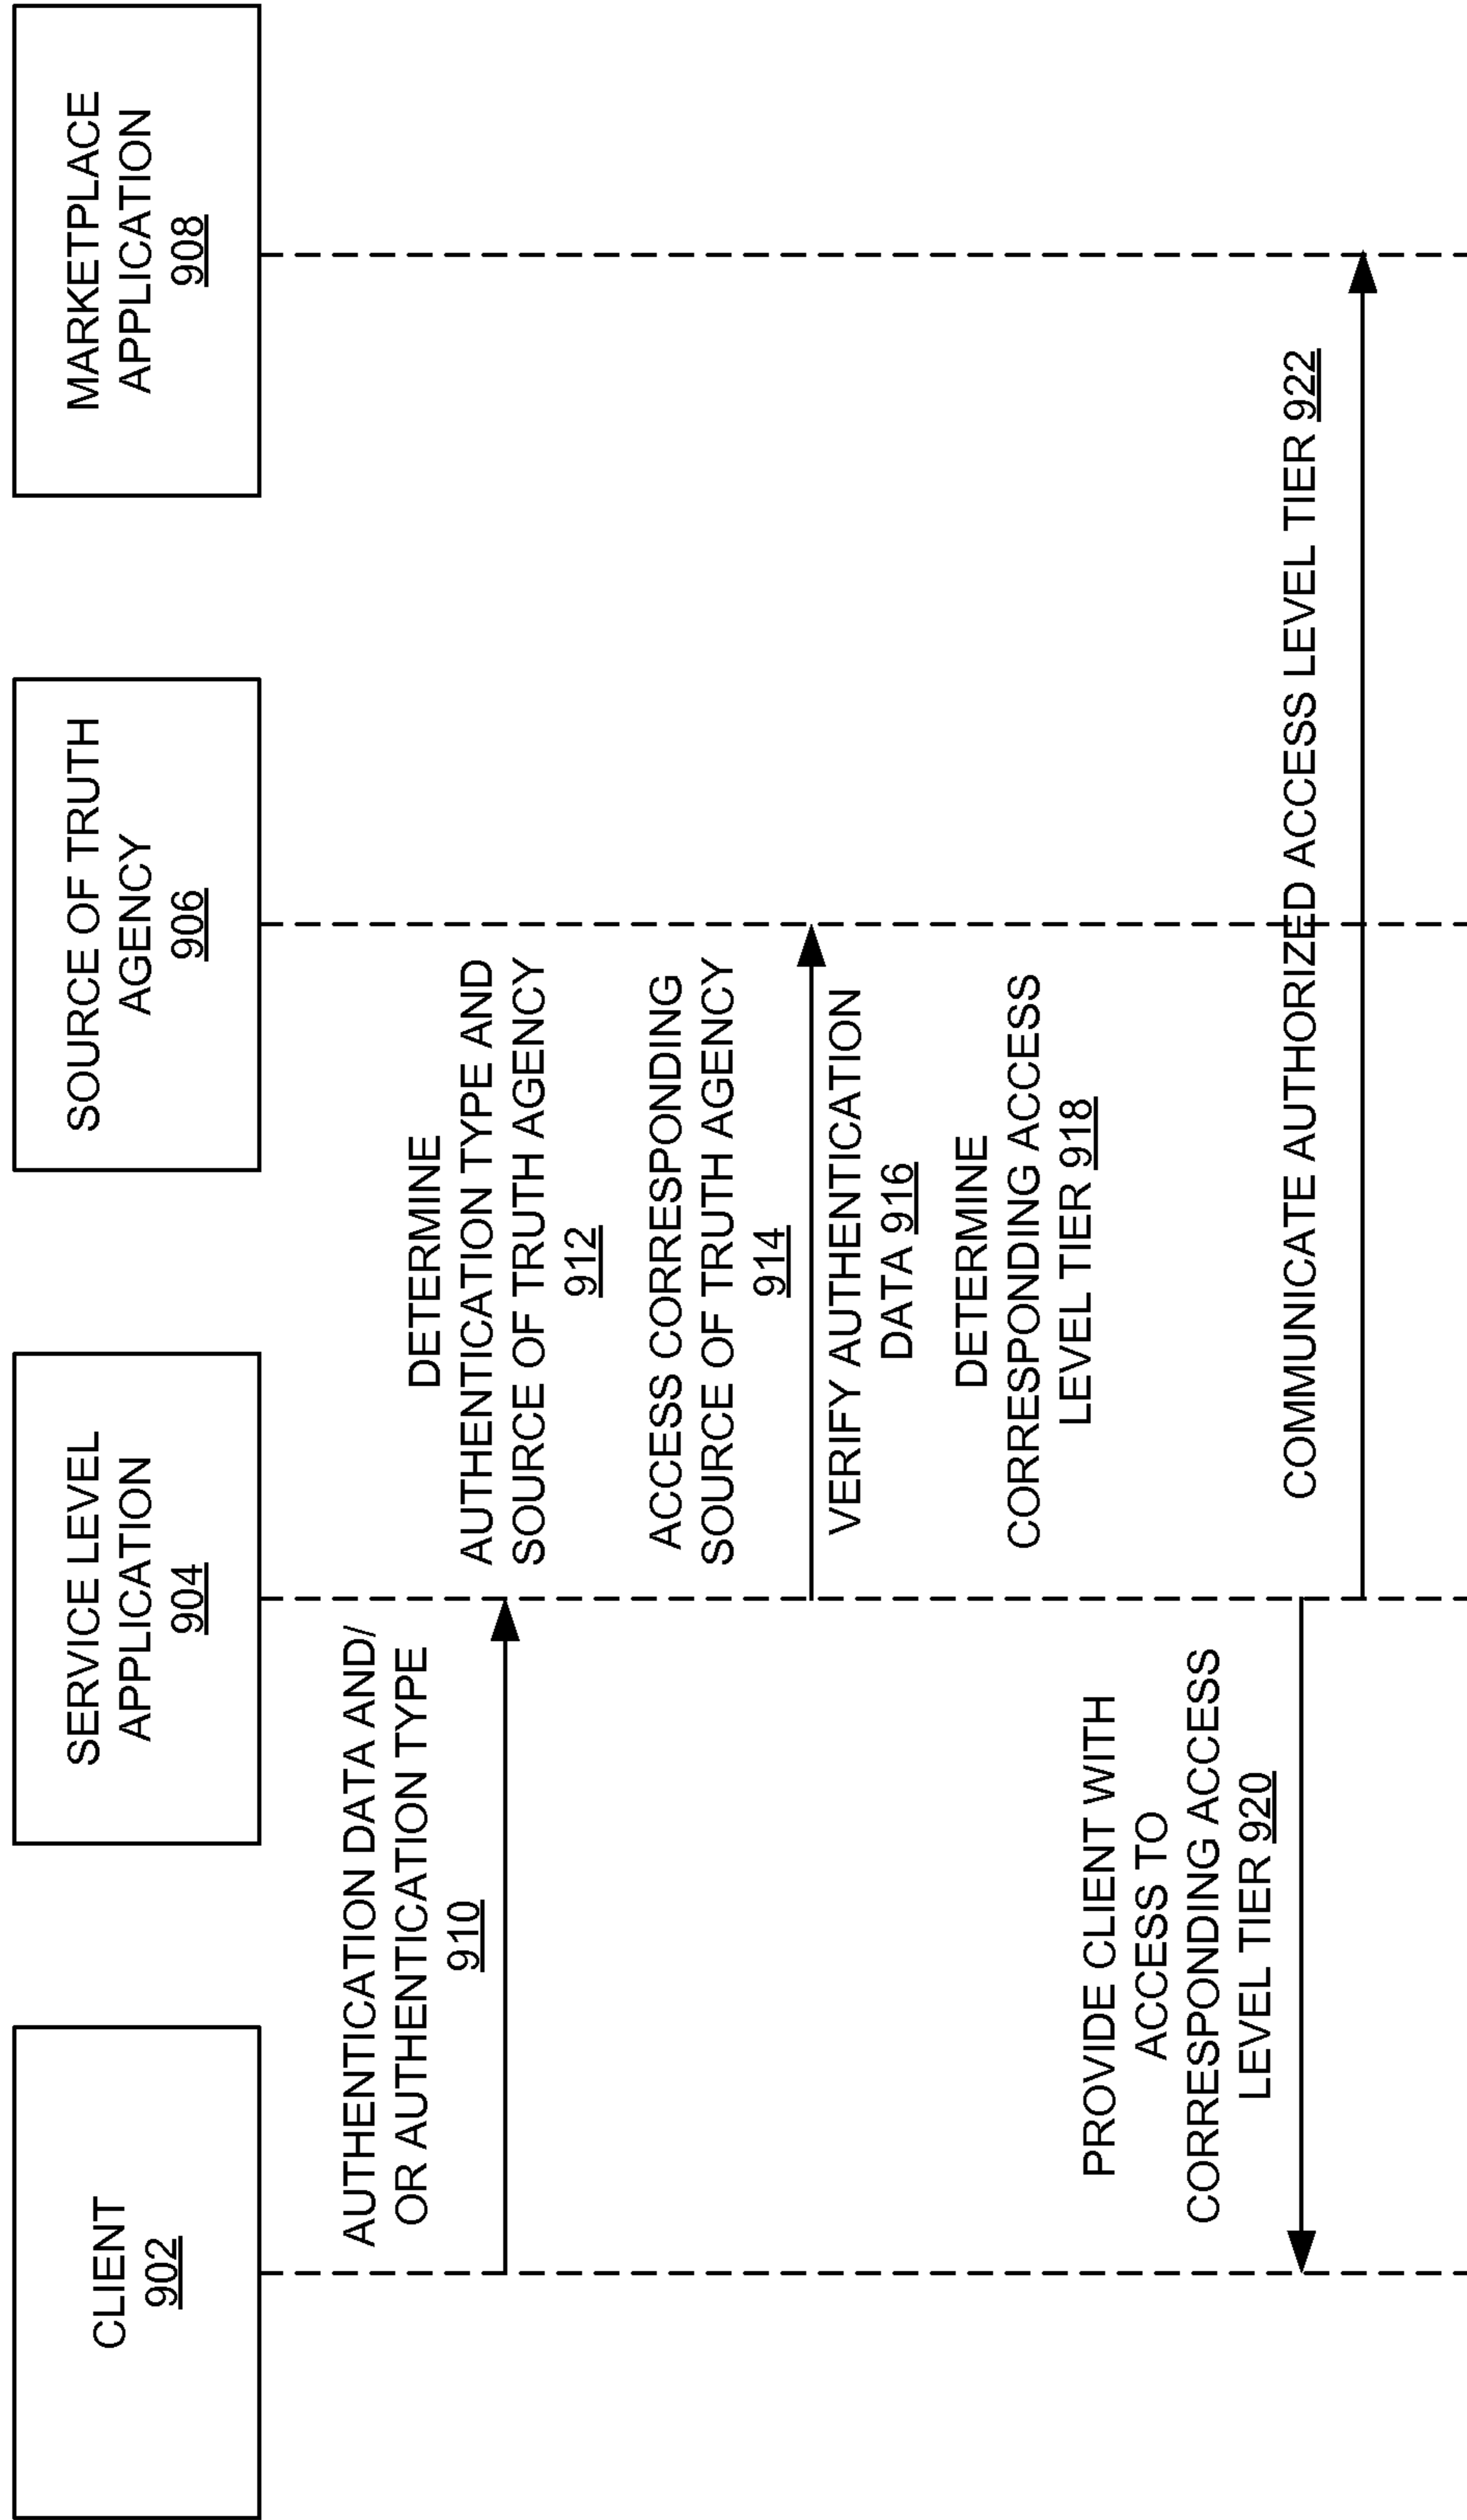 CLIENT
902
SERVICE LEVEL
APPLICATION
904
SOURCE OF TRUTH
AGENCY
906
MARKETPLACE
APPLICATION
908
AUTHENTICATION DATA AND/
OR AUTHENTICATION TYPE
910
DETERMINE
AUTHENTICATION TYPE AND
SOURCE OF TRUTH AGENCY
912
ACCESS CORRESPONDING
SOURCE OF TRUTH AGENCY
914
VERIFY AUTHENTICATION
DATA 916
DETERMINE
CORRESPONDING ACCESS
LEVEL TIER 918
PROVIDE CLIENT WITH
ACCESS TO
CORRESPONDING ACCESS
LEVEL TIER 920
COMMUNICATE AUTHORIZED ACCESS LEVEL TIER 922